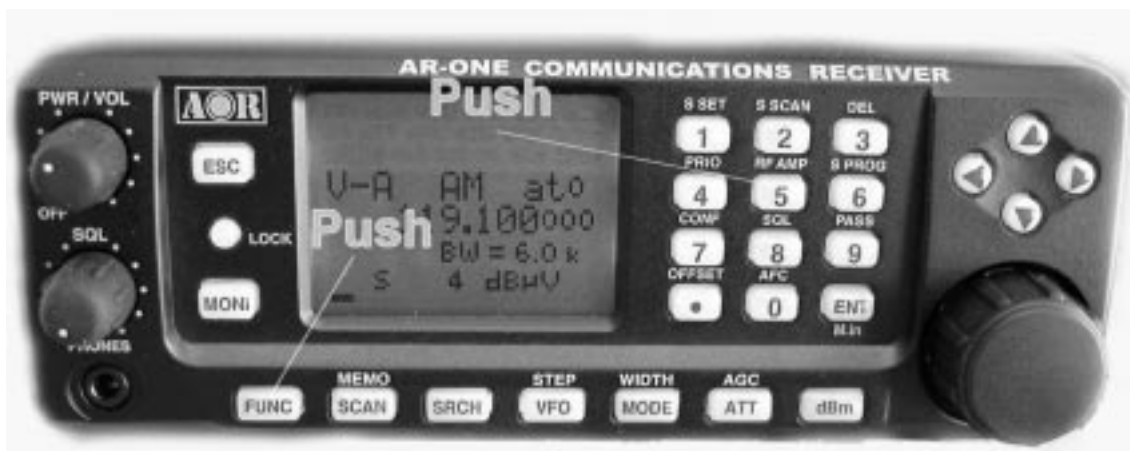 AR-ONE COMMUNICATIONS RECEIVER
PWR / VOL
AOR
Push
S SET S SCAN DEL
1 2 3
ESC
PRIO RF AMP S PROG
V-A AM ato
4 5 6
OFF
19.100000
Push
CONF SQL PASS
SQL
LOCK
BW = 6.0 k
7 8 9
OFFSET AFC
S 4 dBµV
MONi
• 0 ENT
M.in
PHONES
MEMO STEP WIDTH AGC
FUNC SCAN SRCH VFO MODE ATT dBm